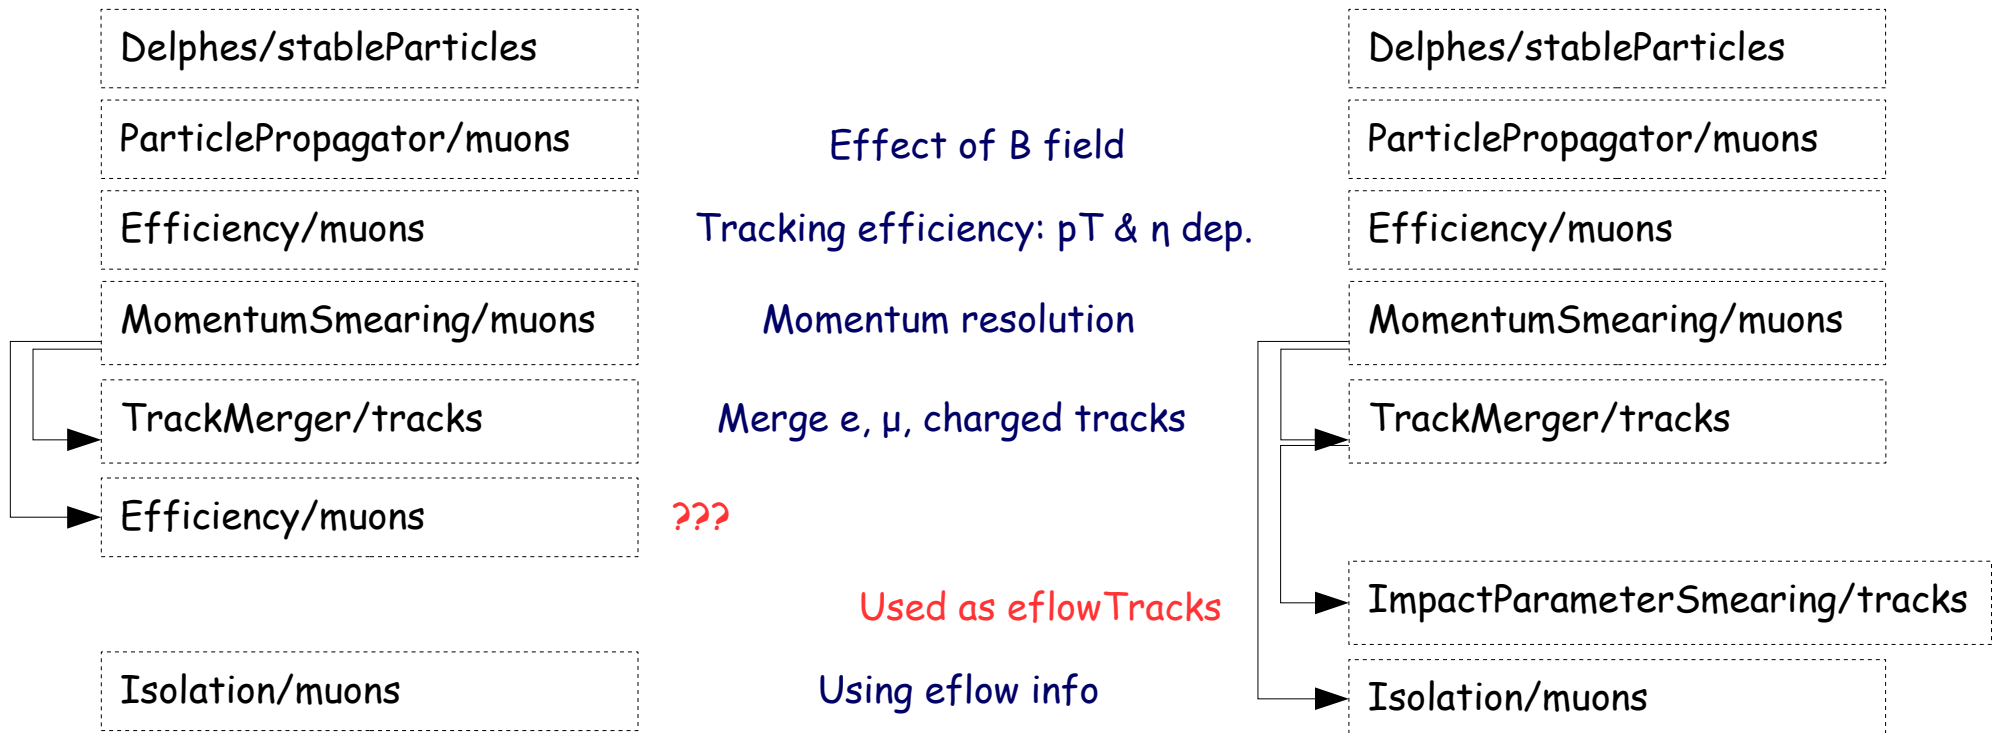 Delphes/stableParticles
Delphes/stableParticles
ParticlePropagator/muons
Effect of B field
ParticlePropagator/muons
Efficiency/muons
Tracking efficiency: pT & η dep.
Efficiency/muons
MomentumSmearing/muons
Momentum resolution
MomentumSmearing/muons
TrackMerger/tracks
Merge e, μ, charged tracks
TrackMerger/tracks
Efficiency/muons
???
Used as eflowTracks
ImpactParameterSmearing/tracks
Isolation/muons
Using eflow info
Isolation/muons